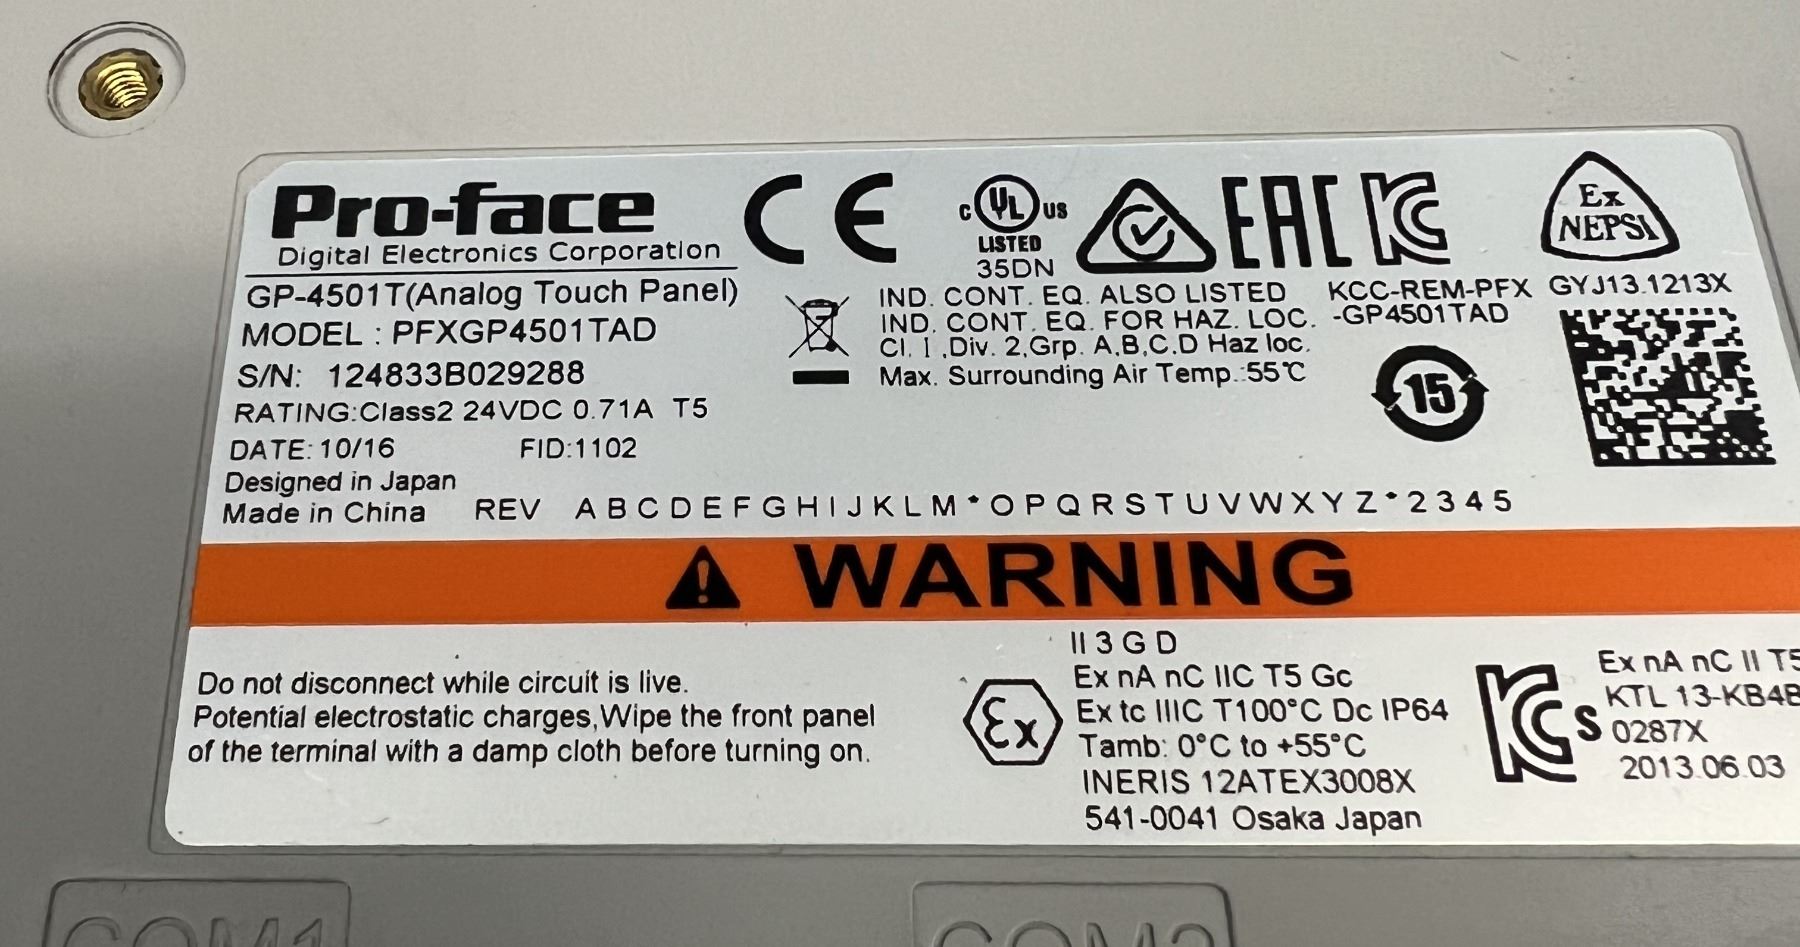 Pro-face
Digital Electronics Corporation
GP-4501T(Analog Touch Panel)
MODEL : PFXGP4501TAD
S/N: 124833B029288
RATING:Class2 24VDC 0.71A T5
DATE: 10/16 FID:1102
Designed in Japan
Made in China
REV A B C D E F G H I J K L M * O P Q R S T U V W X Y Z * 2 3 4 5
CE
C UL US
LISTED
35DN
EAC
KC
Ex
NEPSI
IND. CONT. EQ. ALSO LISTED
IND. CONT. EQ. FOR HAZ. LOC.
Cl. I ,Div. 2,Grp. A,B,C,D Haz loc.
Max. Surrounding Air Temp.:55℃
KCC-REM-PFX
-GP4501TAD
GYJ13.1213X
15
WARNING
Do not disconnect while circuit is live.
Potential electrostatic charges,Wipe the front panel
of the terminal with a damp cloth before turning on.
Ex
II 3 G D
Ex nA nC IIC T5 Gc
Ex tc IIIC T100°C Dc IP64
Tamb: 0°C to +55°C
INERIS 12ATEX3008X
541-0041 Osaka Japan
KCs
Ex nA nC II T5
KTL 13-KB4B
0287X
2013.06.03
COM1